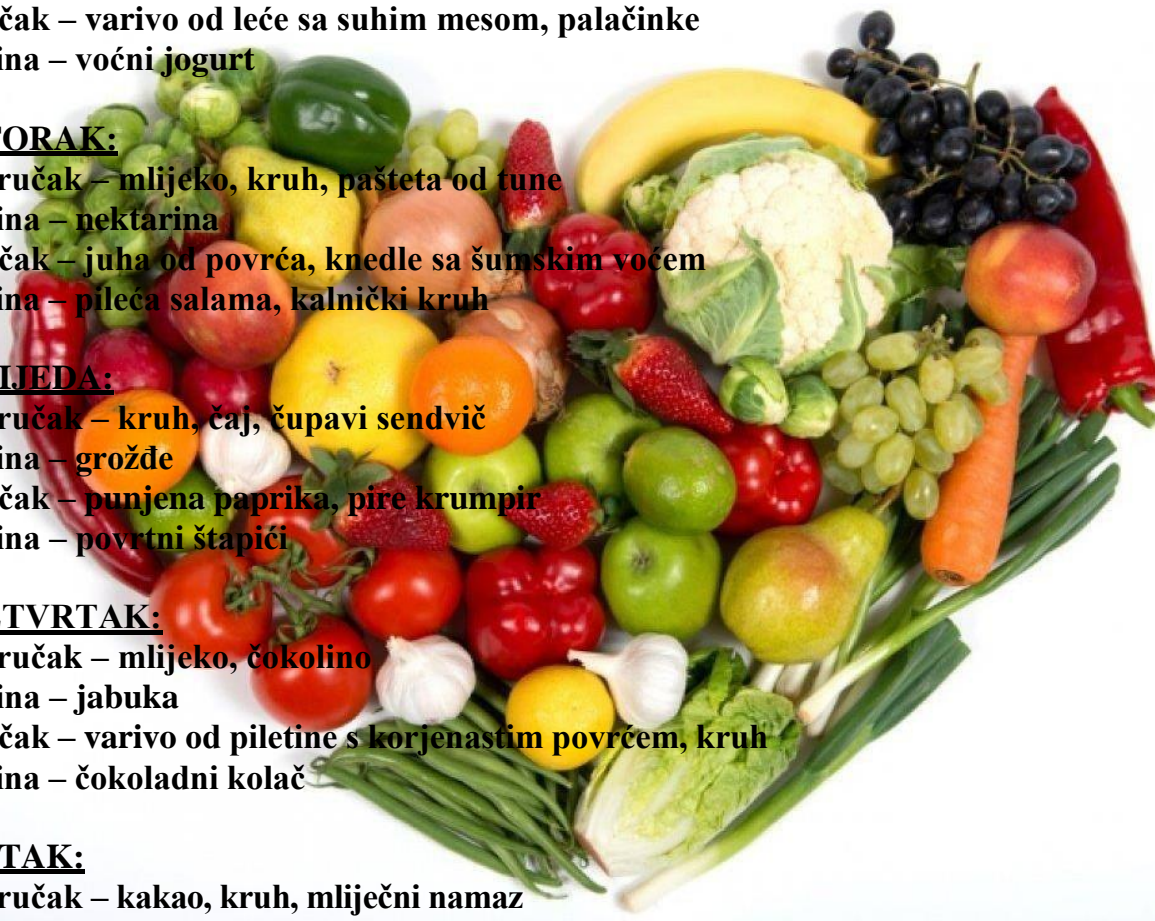 čak – varivo od leće sa suhim mesom, palačinke
ina – voćni jogurt
TORAK:
ručak – mlijeko, kruh, pašteta od tune
ina – nektarina
čak – juha od povrća, knedle sa šumskim voćem
ina – pileća salama, kalnički kruh
IJEDA:
ručak – kruh, čaj, čupavi sendvič
ina – grožđe
čak – punjena paprika, pire krumpir
ina – povrtni štapići
TVRTAK:
ručak – mlijeko, čokolino
ina – jabuka
čak – varivo od piletine s korjenastim povrćem, kruh
ina – čokoladni kolač
TAK:
ručak – kakao, kruh, mliječni namaz